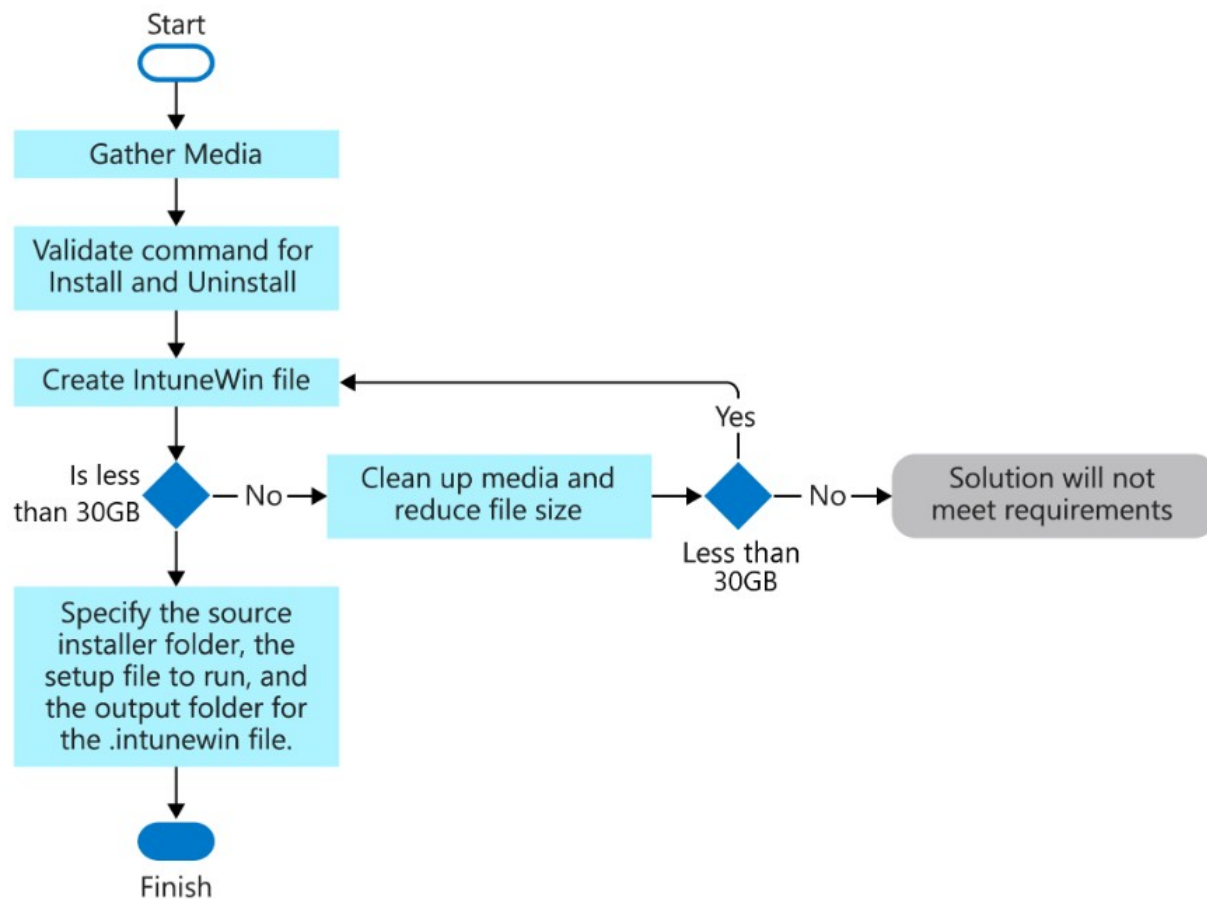 Start
Gather Media
Validate command for
Install and Uninstall
Create IntuneWin file
Yes
Is less
than 30GB
No
Clean up media and
reduce file size
Less than
30GB
No
Solution will not
meet requirements
Specify the source
installer folder, the
setup file to run, and
the output folder for
the .intunewin file.
Finish